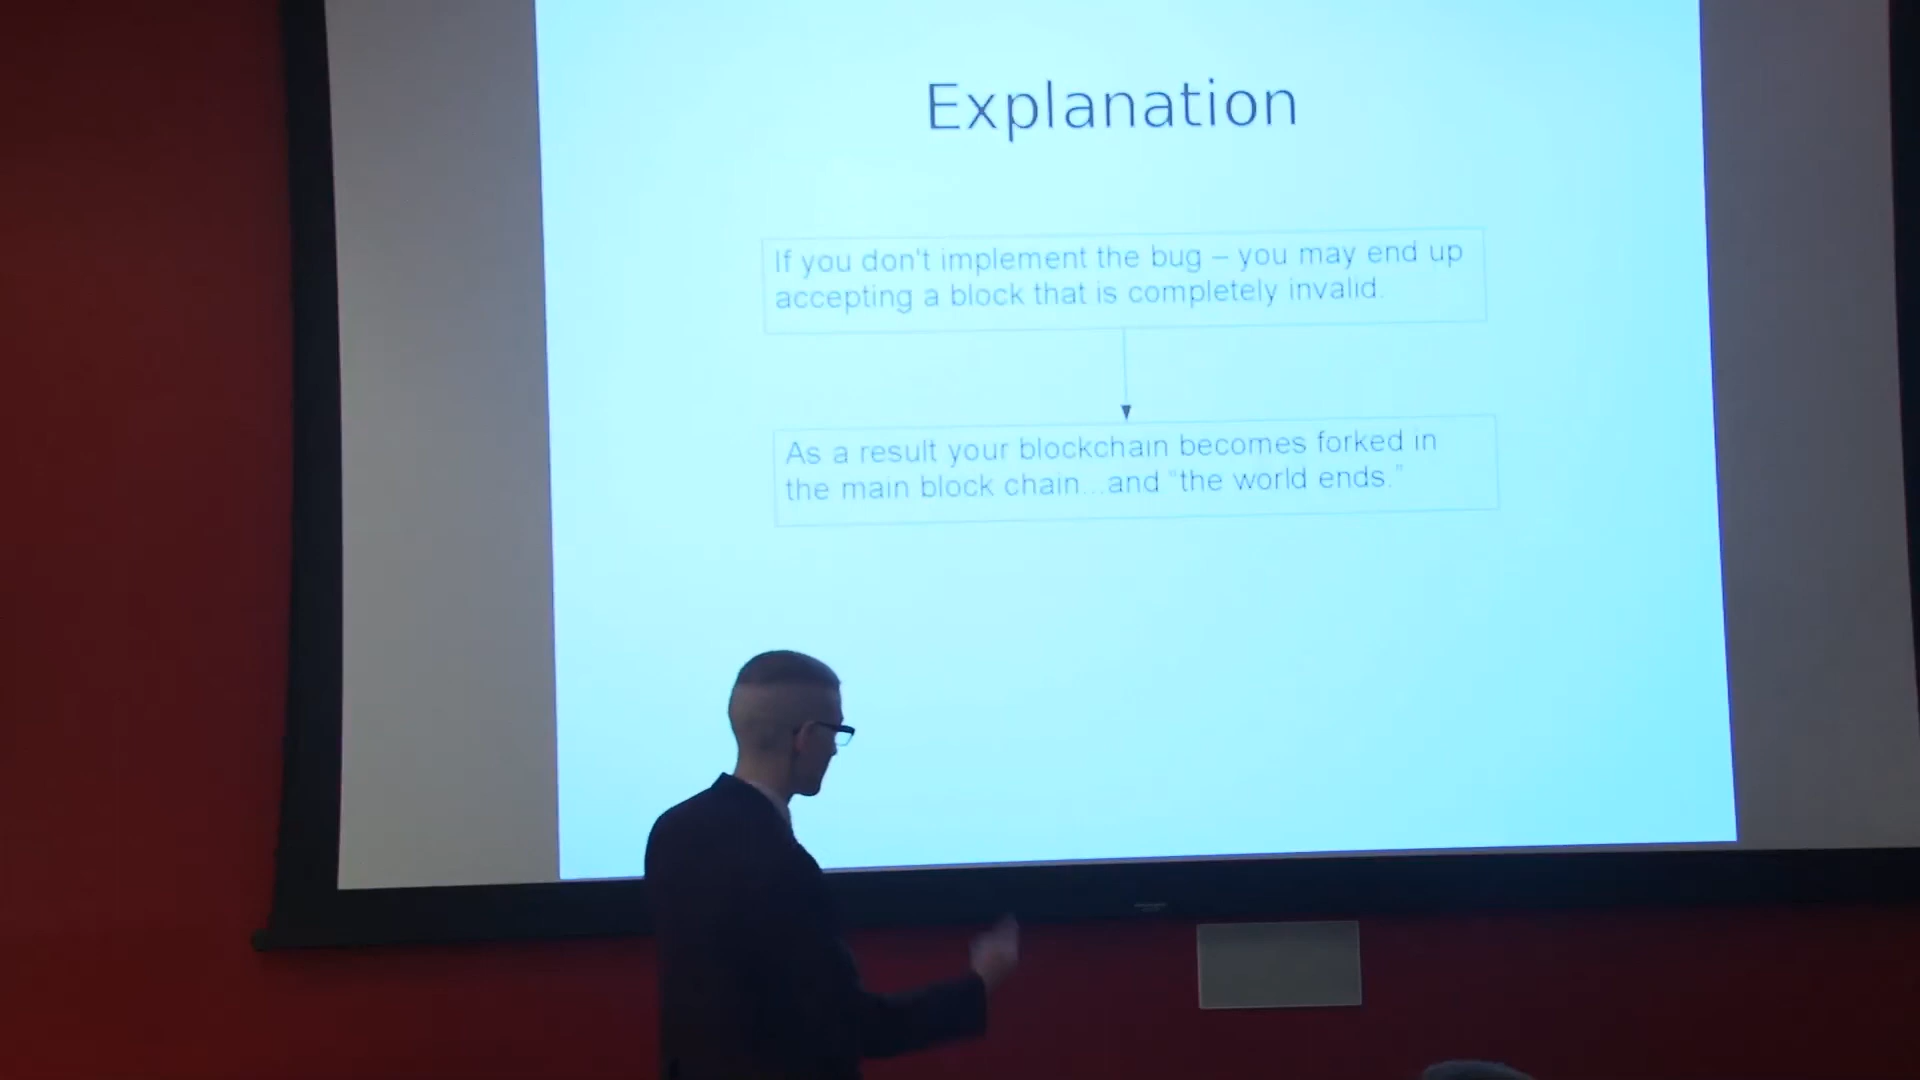 Explanation
If you don't implement the bug – you may end up
accepting a block that is completely invalid.
As a result your blockchain becomes forked in
the main block chain...and “the world ends.”